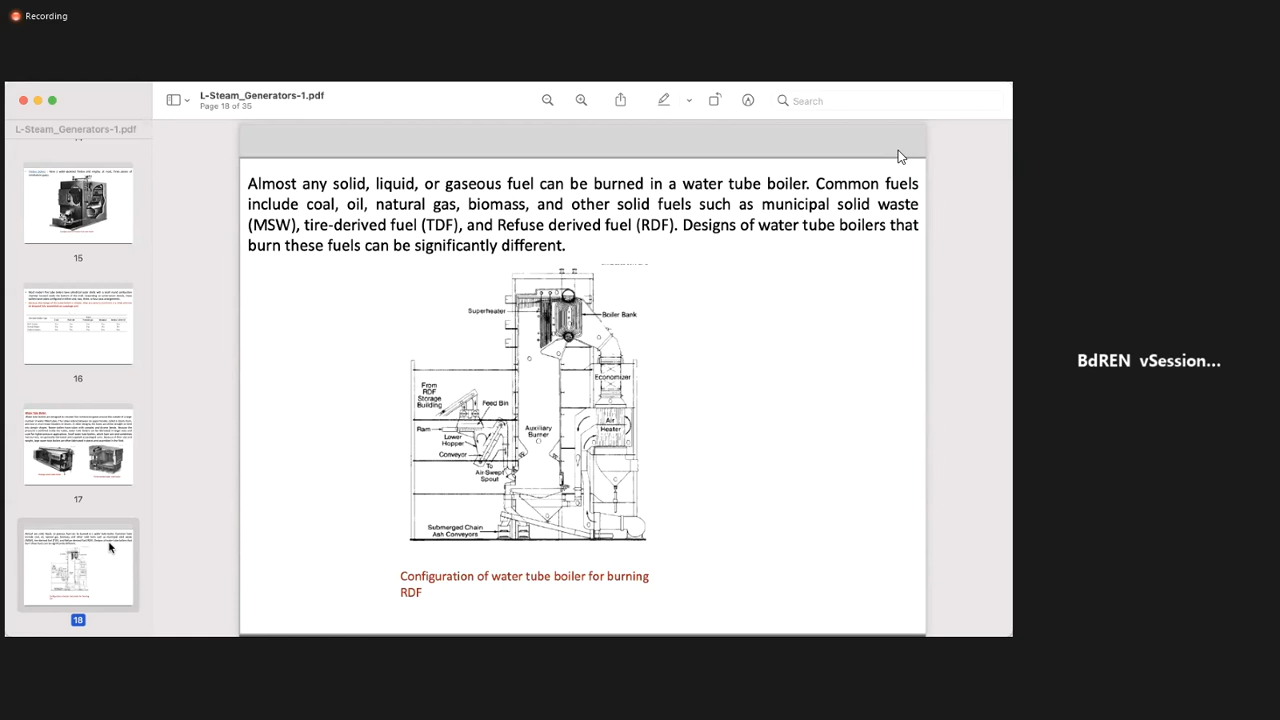 Recording
L-Steam_Generators-1.pdf
Page 18 of 35
Search
L-Steam_Generators-1.pdf
15
16
17
18
Almost any solid, liquid, or gaseous fuel can be burned in a water tube boiler. Common fuels
include coal, oil, natural gas, biomass, and other solid fuels such as municipal solid waste
(MSW), tire-derived fuel (TDF), and Refuse derived fuel (RDF). Designs of water tube boilers that
burn these fuels can be significantly different.
Superheater
Boiler Bank
Economizer
From
RDF
Storage
Building
Feed Bin
Air
Heater
Ram
Lower
Hopper
Auxiliary
Burner
Conveyor
To
Air-Swept
Spout
Submerged Chain
Ash Conveyors
Configuration of water tube boiler for burning
RDF
BdREN vSession...